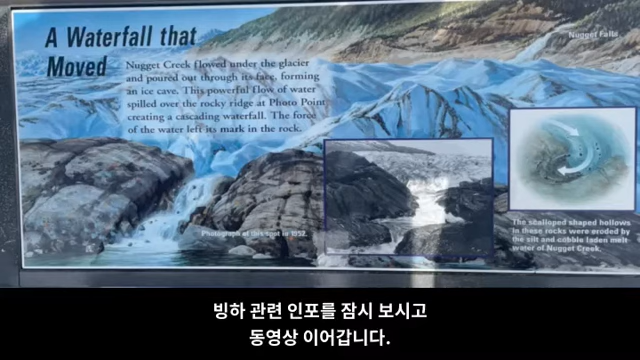 A Waterfall that
Moved
Nugget Creek flowed under the glacier
and poured out through its face, forming
an ice cave. This powerful flow of water
spilled over the rocky ridge at Photo Point
creating a cascading waterfall. The force
of the water left its mark in the rock.
Nugget Falls
Photograph at this spot in 1952.
The scalloped shaped hollows
in these rocks were eroded by
the silt and cobble laden melt
water of Nugget Creek.
빙하 관련 인포를 잠시 보시고
동영상 이어갑니다.